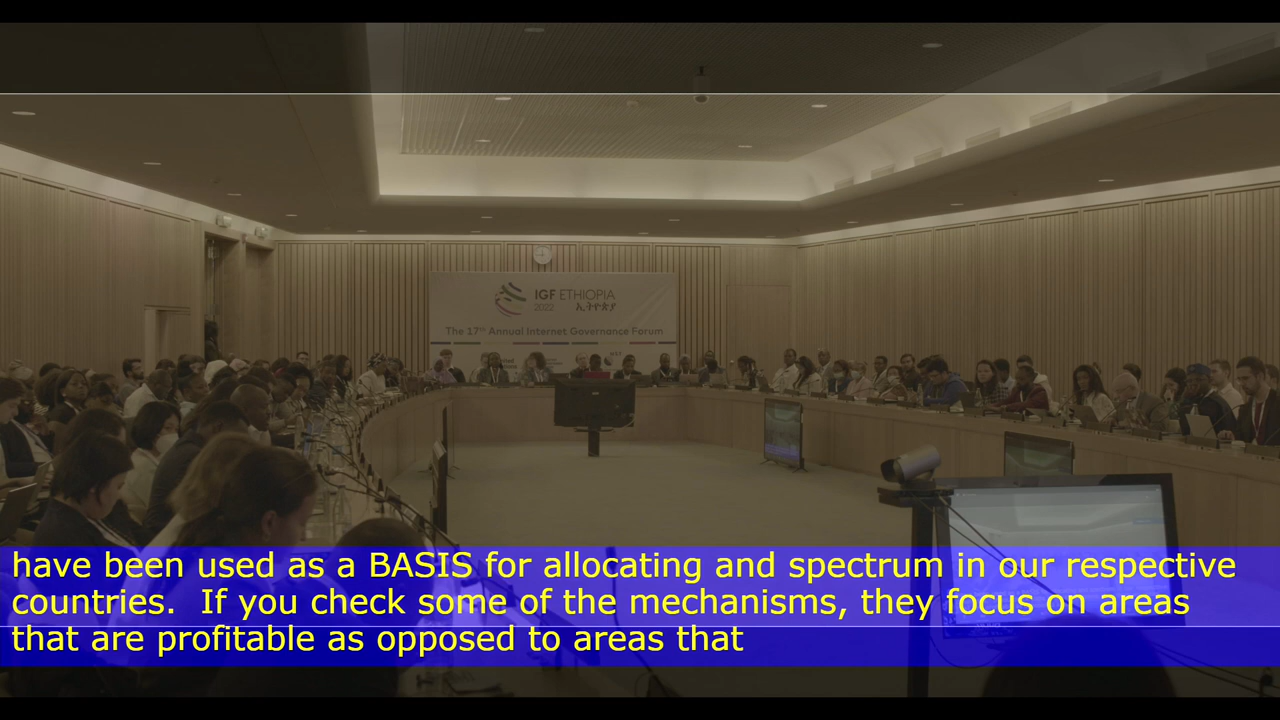 IGF ETHIOPIA
2022 ኢትዮጵያ
The 17th Annual Internet Governance Forum
have been used as a BASIS for allocating and spectrum in our respective
countries.  If you check some of the mechanisms, they focus on areas
that are profitable as opposed to areas that